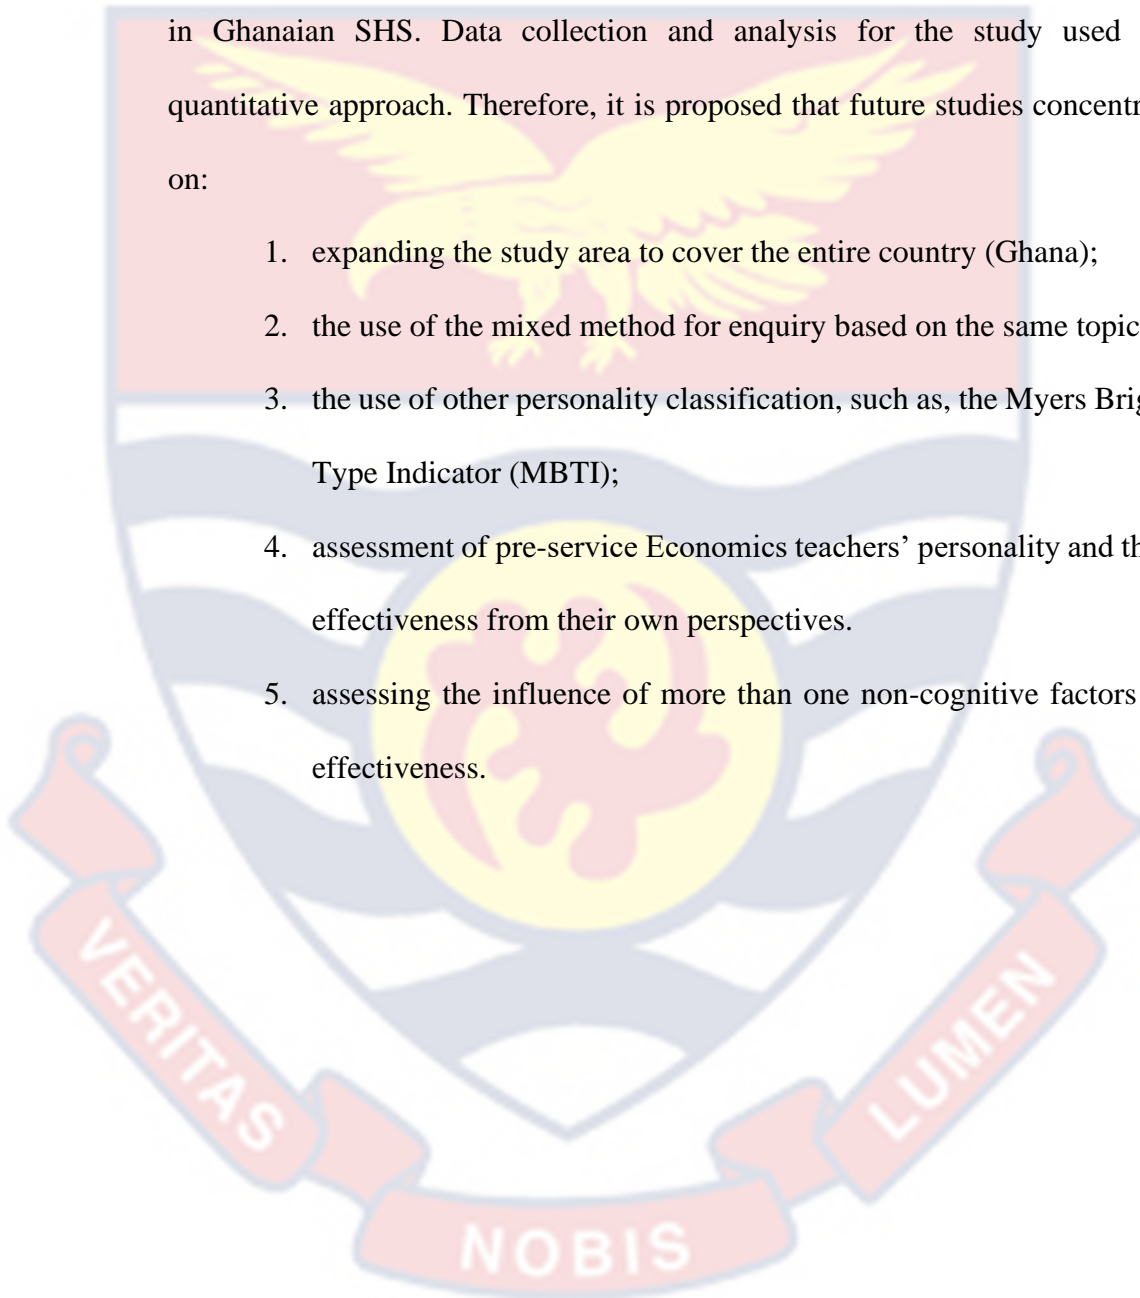 in Ghanaian SHS. Data collection and analysis for the study used
quantitative approach. Therefore, it is proposed that future studies
on:
1. expanding the study area to cover the entire country (Ghana);
2. the use of the mixed method for enquiry based on the same topic
3. the use of other personality classification, such as, the Myers
Type Indicator (MBTI);
4. assessment of pre-service Economics teachers’ personality and
effectiveness from their own perspectives.
5. assessing the influence of more than one non-cognitive factors
effectiveness.
VERITAS
NOBIS
LUMEN